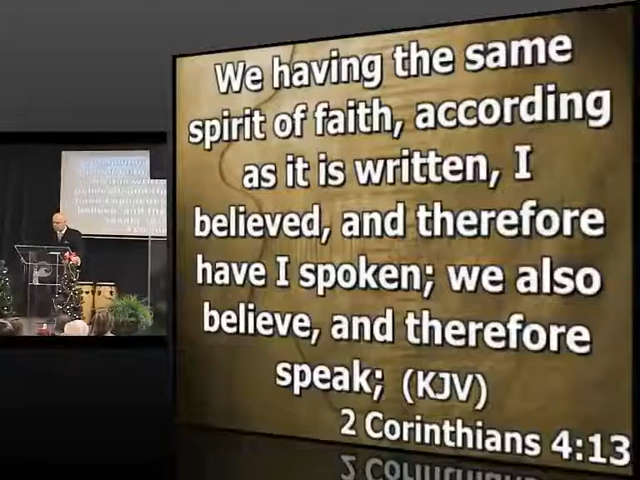 We having the same
spirit of faith, according
as it is written, I
believed, and therefore
have I spoken; we also
believe, and therefore
speak; (KJV)
2 Corinthians 4:13